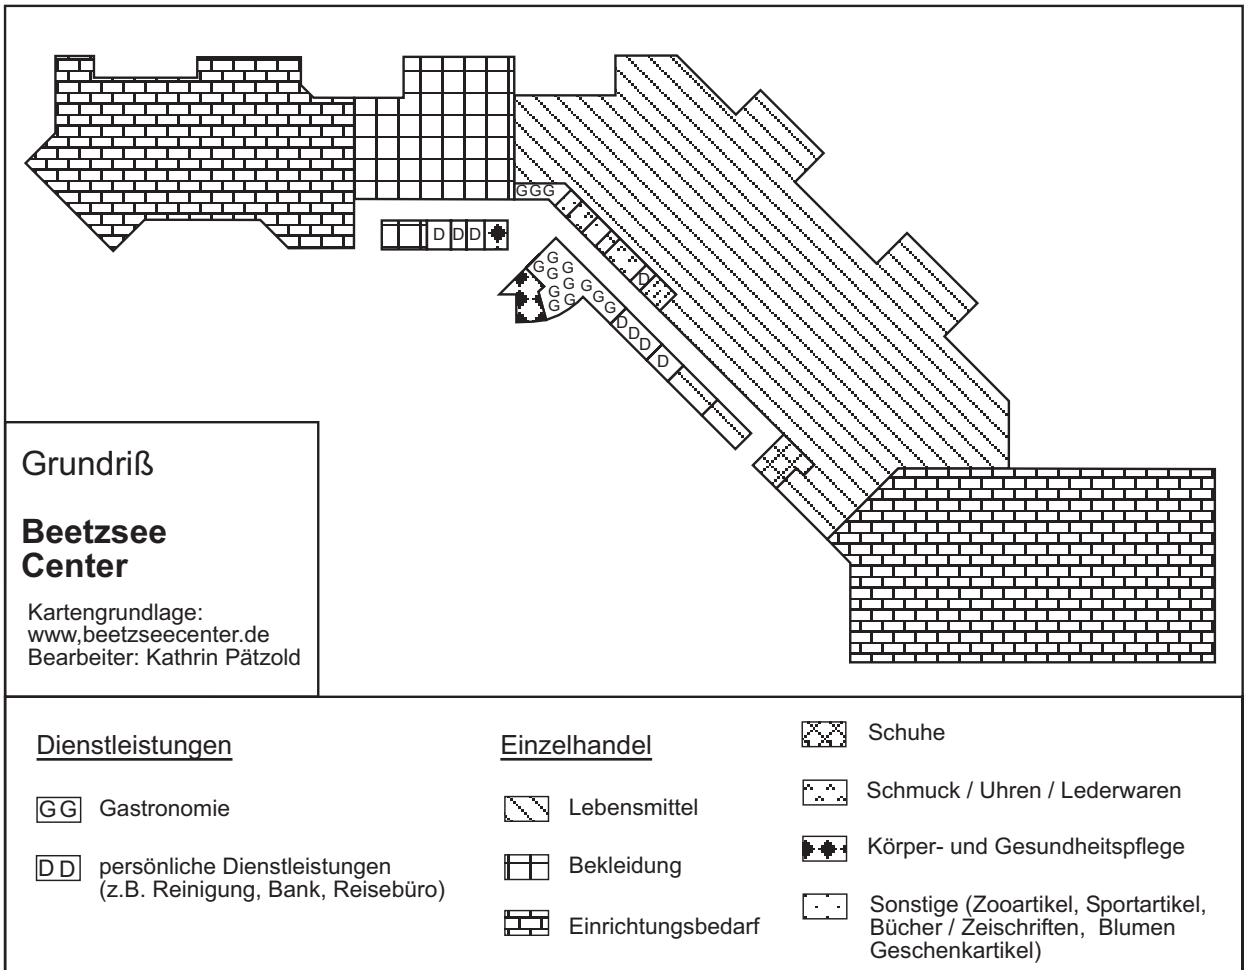 GGG
D D D
G
G G
G G
G G
G G
G
G
G
D
D
D
D
D
Grundriß
Beetzsee
Center
Kartengrundlage:
www,beetzseecenter.de
Bearbeiter: Kathrin Pätzold
Dienstleistungen
GG Gastronomie
DD persönliche Dienstleistungen
(z.B. Reinigung, Bank, Reisebüro)
Einzelhandel
Lebensmittel
Bekleidung
Einrichtungsbedarf
Schuhe
Schmuck / Uhren / Lederwaren
Körper- und Gesundheitspflege
Sonstige (Zooartikel, Sportartikel,
Bücher / Zeischriften, Blumen
Geschenkartikel)